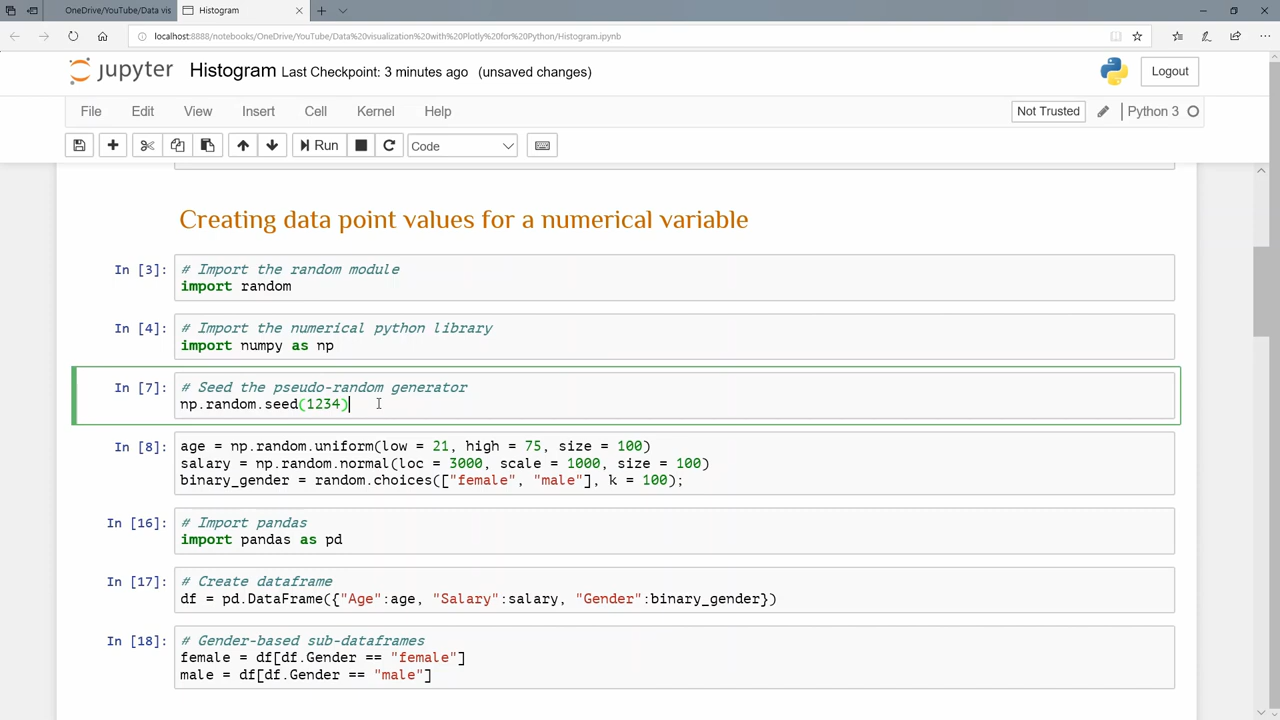 OneDrive/YouTube/Data vis
Histogram
localhost:8888/notebooks/OneDrive/YouTube/Data%20visualization%20with%20Plotly%20for%20Python/Histogram.ipynb
jupyter Histogram Last Checkpoint: 3 minutes ago (unsaved changes)
Logout
File Edit View Insert Cell Kernel Help
Not Trusted
Python 3
Run
Code
Creating data point values for a numerical variable
In [3]: # Import the random module
import random
In [4]: # Import the numerical python library
import numpy as np
In [7]: # Seed the pseudo-random generator
np.random.seed(1234)
In [8]: age = np.random.uniform(low = 21, high = 75, size = 100)
salary = np.random.normal(loc = 3000, scale = 1000, size = 100)
binary_gender = random.choices(["female", "male"], k = 100);
In [16]: # Import pandas
import pandas as pd
In [17]: # Create dataframe
df = pd.DataFrame({"Age":age, "Salary":salary, "Gender":binary_gender})
In [18]: # Gender-based sub-dataframes
female = df[df.Gender == "female"]
male = df[df.Gender == "male"]